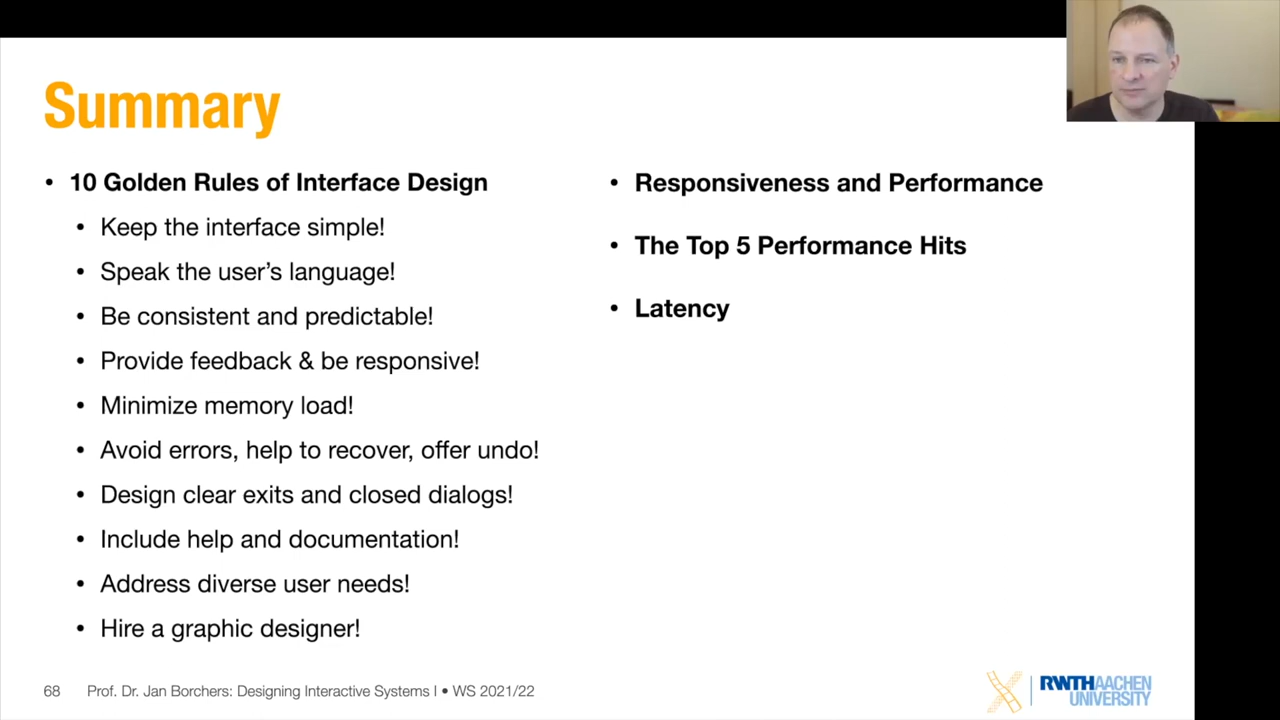 Summary
• 10 Golden Rules of Interface Design
• Keep the interface simple!
• Speak the user’s language!
• Be consistent and predictable!
• Provide feedback & be responsive!
• Minimize memory load!
• Avoid errors, help to recover, offer undo!
• Design clear exits and closed dialogs!
• Include help and documentation!
• Address diverse user needs!
• Hire a graphic designer!
• Responsiveness and Performance
• The Top 5 Performance Hits
• Latency
68 Prof. Dr. Jan Borchers: Designing Interactive Systems I • WS 2021/22
RWTHAACHEN
UNIVERSITY